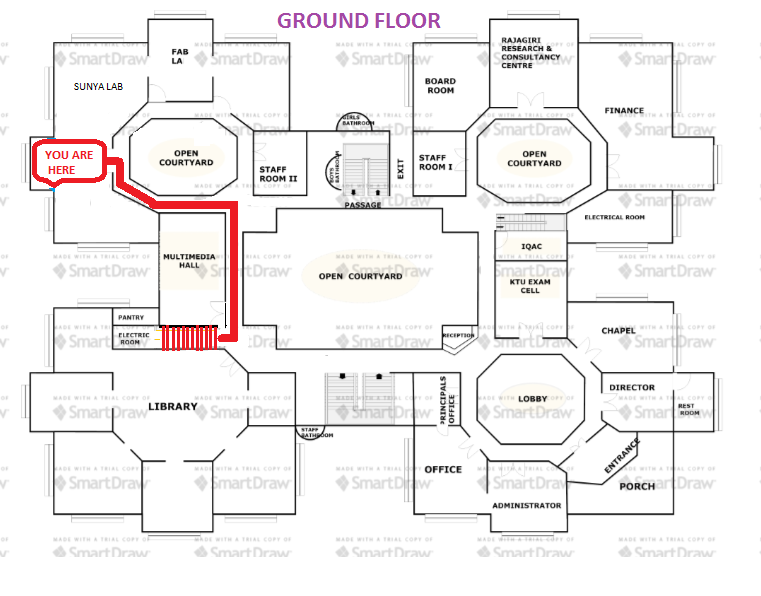 GROUND FLOOR
FAB
LA
SUNYA LAB
RAJAGIRI
RESEARCH &
CONSULTANCY
CENTRE
BOARD
ROOM
FINANCE
GIRLS
BATHROOM
YOU ARE
HERE
OPEN
COURTYARD
STAFF
ROOM II
BOYS
BATHROOM
EXIT
STAFF
ROOM I
OPEN
COURTYARD
PASSAGE
ELECTRICAL ROOM
MULTIMEDIA
HALL
OPEN COURTYARD
IQAC
KTU EXAM
CELL
PANTRY
ELECTRIC
ROOM
RECEPTION
CHAPEL
LIBRARY
PRINCIPALS
OFFICE
LOBBY
DIRECTOR
REST
ROOM
STAFF
BATHROOM
OFFICE
ENTRANCE
PORCH
ADMINISTRATOR
MADE WITH A TRIAL COPY OF
SmartDraw